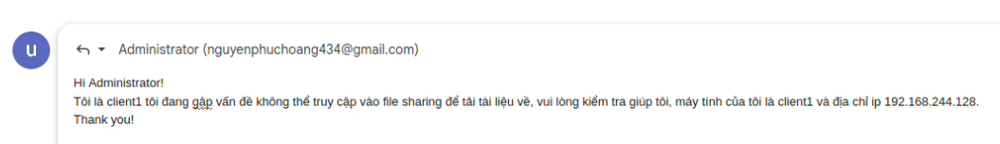 u
Administrator (nguyenphuchoang434@gmail.com)
Hi Administrator!
Tôi là client1 tôi đang gặp vấn đề không thể truy cập vào file sharing để tải tài liệu về, vui lòng kiểm tra giúp tôi, máy tính của tôi là client1 và địa chỉ ip 192.168.244.128.
Thank you!